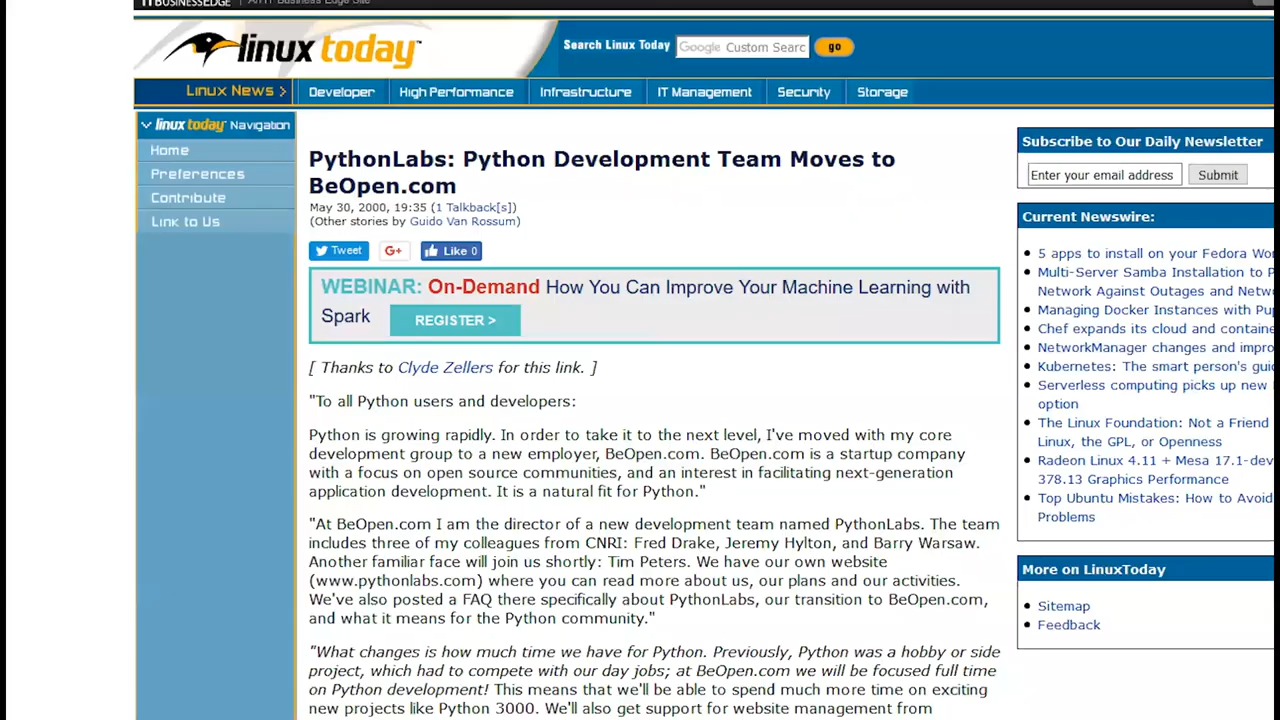 ITBUSINESSEDGE | An IT Business Edge Site
linux today
Search Linux Today Google Custom Searc go
Linux News > Developer High Performance Infrastructure IT Management Security Storage
linux today Navigation
Home
Preferences
Contribute
Link to Us
PythonLabs: Python Development Team Moves to
BeOpen.com
May 30, 2000, 19:35 (1 Talkback[s])
(Other stories by Guido Van Rossum)
Tweet G+ Like 0
WEBINAR: On-Demand How You Can Improve Your Machine Learning with
Spark REGISTER >
[ Thanks to Clyde Zellers for this link. ]
"To all Python users and developers:
Python is growing rapidly. In order to take it to the next level, I've moved with my core
development group to a new employer, BeOpen.com. BeOpen.com is a startup company
with a focus on open source communities, and an interest in facilitating next-generation
application development. It is a natural fit for Python."
"At BeOpen.com I am the director of a new development team named PythonLabs. The team
includes three of my colleagues from CNRI: Fred Drake, Jeremy Hylton, and Barry Warsaw.
Another familiar face will join us shortly: Tim Peters. We have our own website
(www.pythonlabs.com) where you can read more about us, our plans and our activities.
We've also posted a FAQ there specifically about PythonLabs, our transition to BeOpen.com,
and what it means for the Python community."
"What changes is how much time we have for Python. Previously, Python was a hobby or side
project, which had to compete with our day jobs; at BeOpen.com we will be focused full time
on Python development! This means that we'll be able to spend much more time on exciting
new projects like Python 3000. We'll also get support for website management from
Subscribe to Our Daily Newsletter
Enter your email address Submit
Current Newswire:
5 apps to install on your Fedora Wor
Multi-Server Samba Installation to P
Network Against Outages and Netw
Managing Docker Instances with Pup
Chef expands its cloud and containe
NetworkManager changes and impro
Kubernetes: The smart person's guid
Serverless computing picks up new
option
The Linux Foundation: Not a Friend
Linux, the GPL, or Openness
Radeon Linux 4.11 + Mesa 17.1-dev
378.13 Graphics Performance
Top Ubuntu Mistakes: How to Avoid
Problems
More on LinuxToday
Sitemap
Feedback